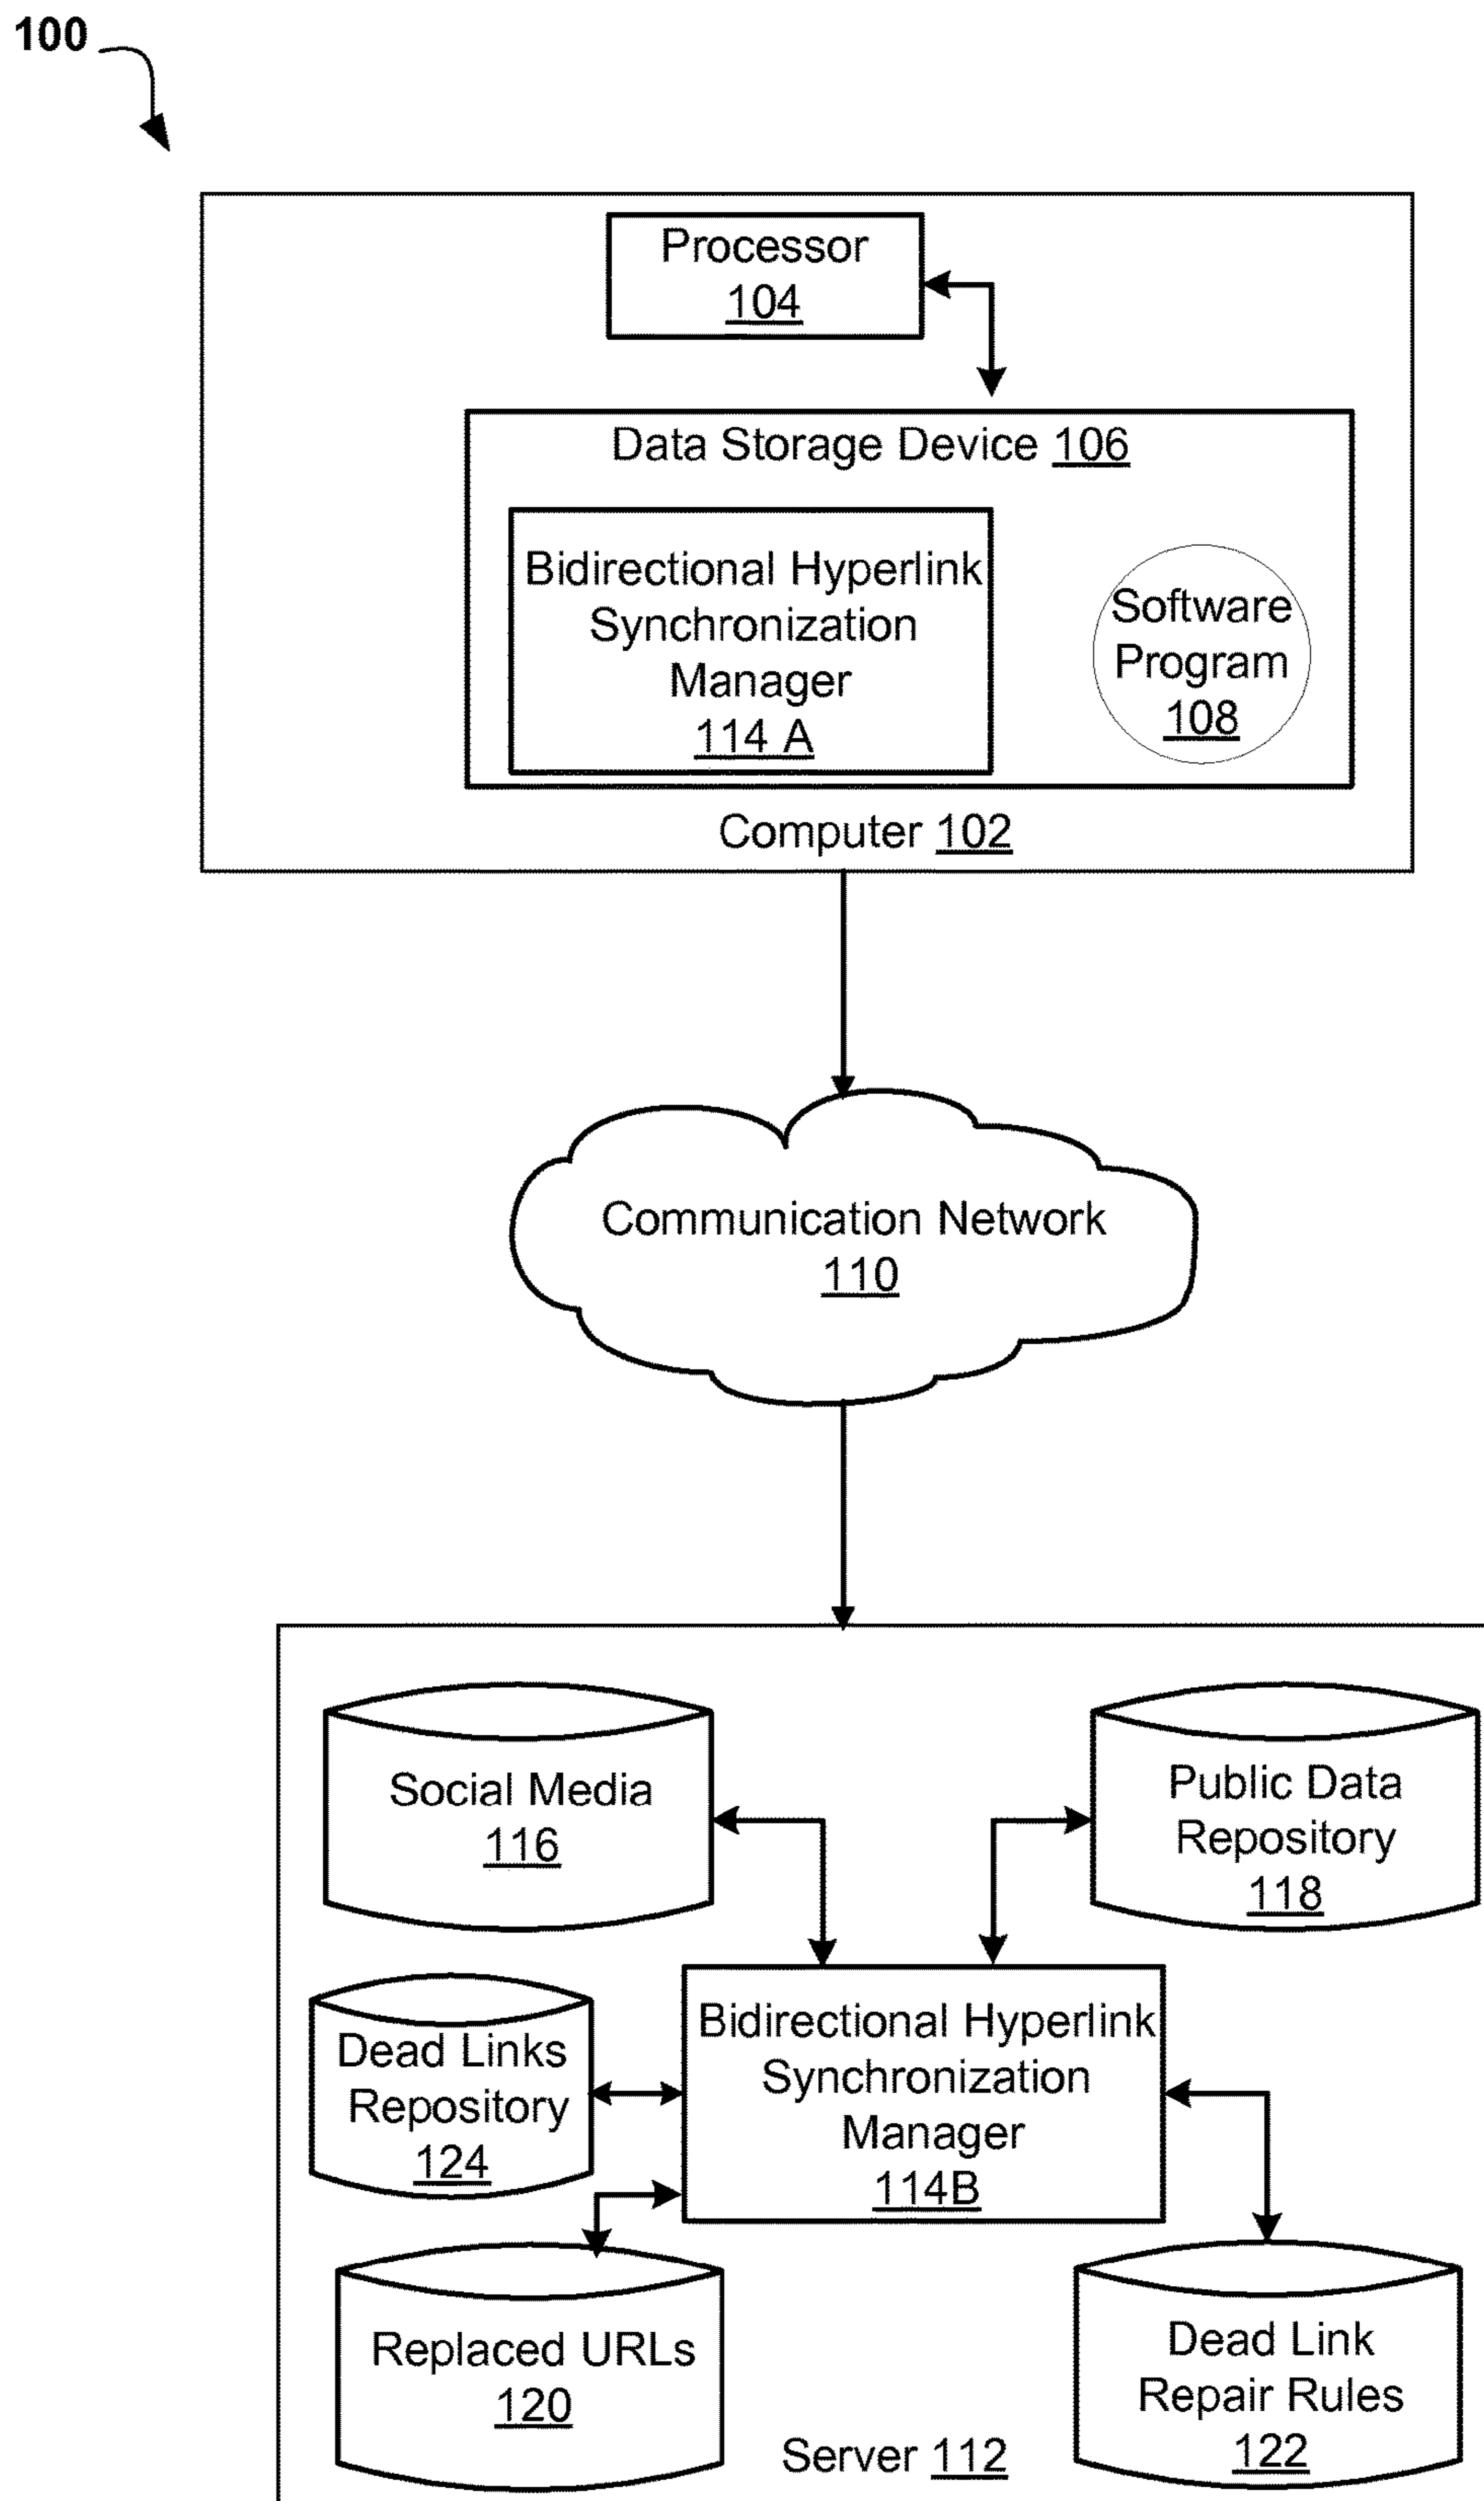 100
Processor
104
Data Storage Device 106
Bidirectional Hyperlink
Synchronization
Manager
114 A
Software
Program
108
Computer 102
Communication Network
110
Social Media
116
Public Data
Repository
118
Dead Links
Repository
124
Bidirectional Hyperlink
Synchronization
Manager
114B
Replaced URLs
120
Dead Link
Repair Rules
122
Server 112